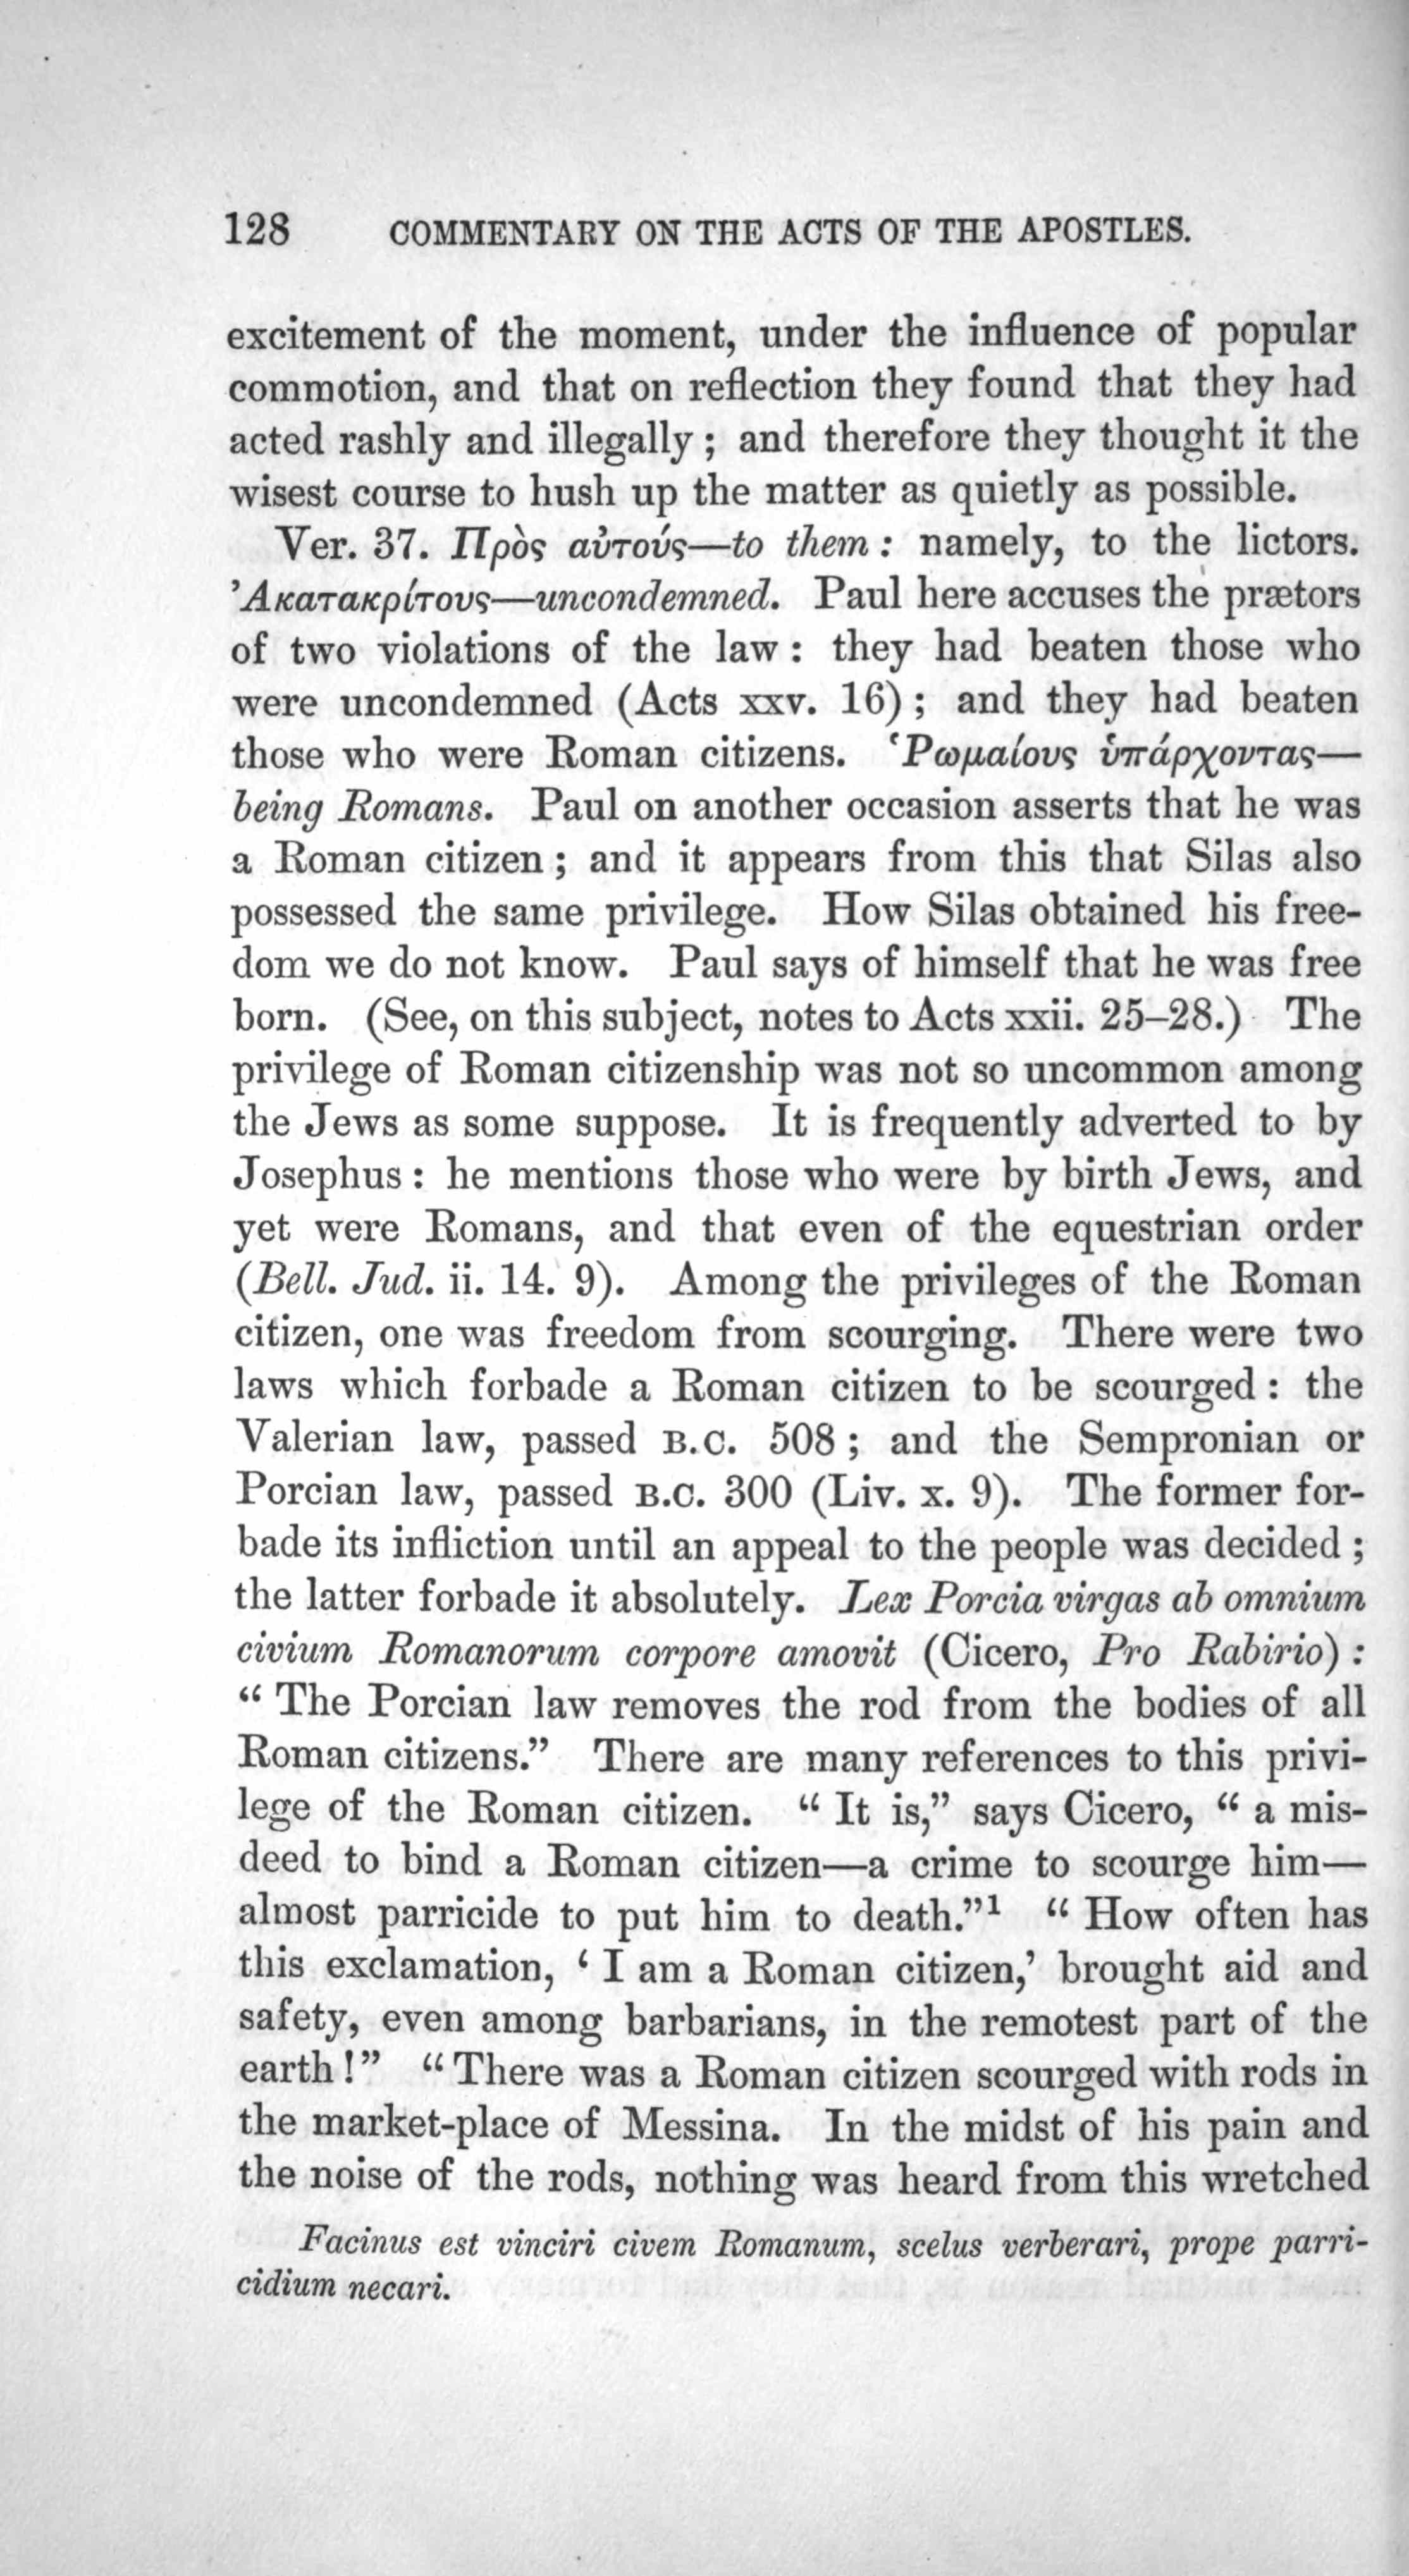 128 COMMENTARY ON THE ACTS OF THE APOSTLES.
excitement of the moment, under the influence of popular
commotion, and that on reflection they found that they had
acted rashly and illegally ; and therefore they thought it the
wisest course to hush up the matter as quietly as possible.
Ver. 37. Πρὸς αὐτούς—to them : namely, to the lictors.
Ἀκατακρίτους—uncondemned. Paul here accuses the prætors
of two violations of the law : they had beaten those who
were uncondemned (Acts xxv. 16) ; and they had beaten
those who were Roman citizens. Ῥωμαίους ὑπάρχοντας—
being Romans. Paul on another occasion asserts that he was
a Roman citizen ; and it appears from this that Silas also
possessed the same privilege. How Silas obtained his free-
dom we do not know. Paul says of himself that he was free
born. (See, on this subject, notes to Acts xxii. 25–28.) The
privilege of Roman citizenship was not so uncommon among
the Jews as some suppose. It is frequently adverted to by
Josephus : he mentions those who were by birth Jews, and
yet were Romans, and that even of the equestrian order
(Bell. Jud. ii. 14. 9). Among the privileges of the Roman
citizen, one was freedom from scourging. There were two
laws which forbade a Roman citizen to be scourged : the
Valerian law, passed B.C. 508 ; and the Sempronian or
Porcian law, passed B.C. 300 (Liv. x. 9). The former for-
bade its infliction until an appeal to the people was decided ;
the latter forbade it absolutely. Lex Porcia virgas ab omnium
civium Romanorum corpore amovit (Cicero, Pro Rabirio) :
“ The Porcian law removes the rod from the bodies of all
Roman citizens.” There are many references to this privi-
lege of the Roman citizen. “ It is,” says Cicero, “ a mis-
deed to bind a Roman citizen—a crime to scourge him—
almost parricide to put him to death.”¹ “ How often has
this exclamation, ‘ I am a Roman citizen,’ brought aid and
safety, even among barbarians, in the remotest part of the
earth !” “ There was a Roman citizen scourged with rods in
the market-place of Messina. In the midst of his pain and
the noise of the rods, nothing was heard from this wretched
Facinus est vinciri civem Romanum, scelus verberari, prope parri-
cidium necari.